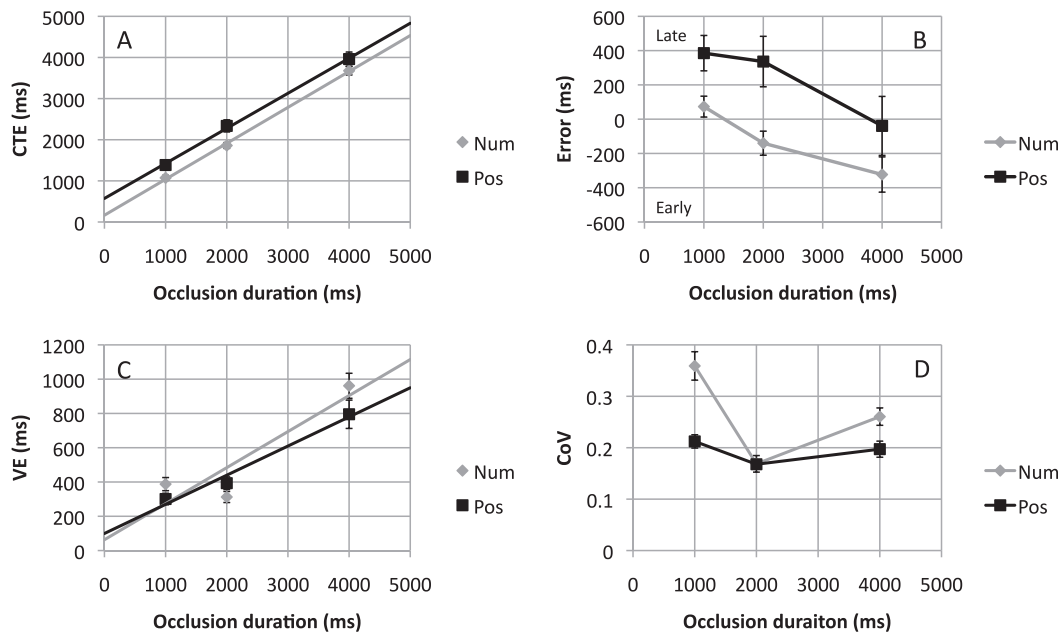 A
CTE (ms)
5000
4000
3000
2000
1000
0
0 1000 2000 3000 4000 5000
Occlusion duration (ms)
Num
Pos
B
Error (ms)
600
400
200
0
-200
-400
-600
Late
Early
0 1000 2000 3000 4000 5000
Occlusion duration (ms)
Num
Pos
C
VE (ms)
1200
1000
800
600
400
200
0
0 1000 2000 3000 4000 5000
Occlusion duration (ms)
Num
Pos
D
CoV
0.4
0.3
0.2
0.1
0
0 1000 2000 3000 4000 5000
Occlusion duraiton (ms)
Num
Pos